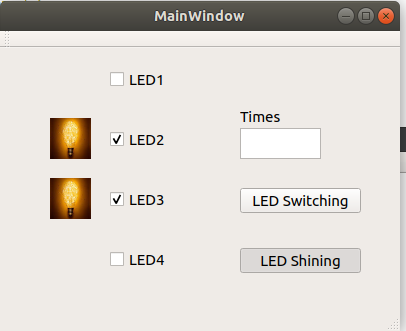 MainWindow
LED1
Times
LED2
LED3
LED Switching
LED4
LED Shining